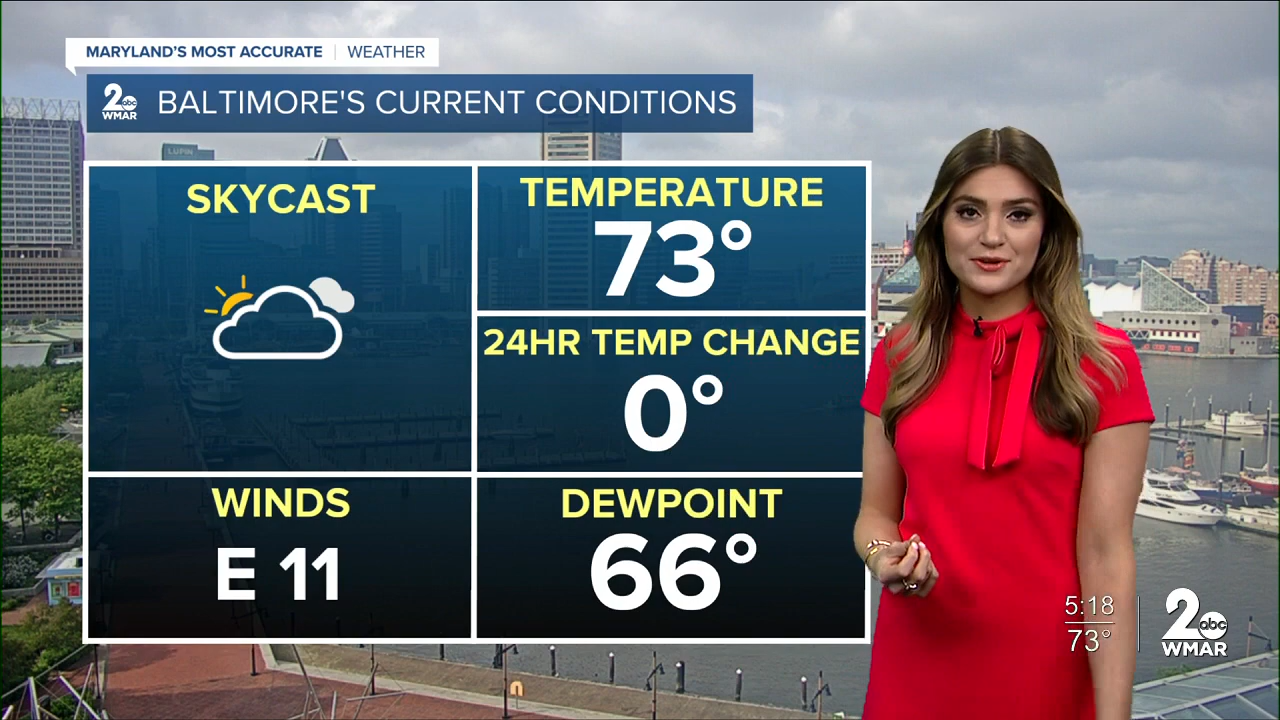 MARYLAND'S MOST ACCURATE | WEATHER
2 abc WMAR
BALTIMORE'S CURRENT CONDITIONS
LUPIN
SKYCAST
TEMPERATURE
73°
24HR TEMP CHANGE
0°
WINDS
E 11
DEWPOINT
66°
5:18
73°
2 abc
WMAR